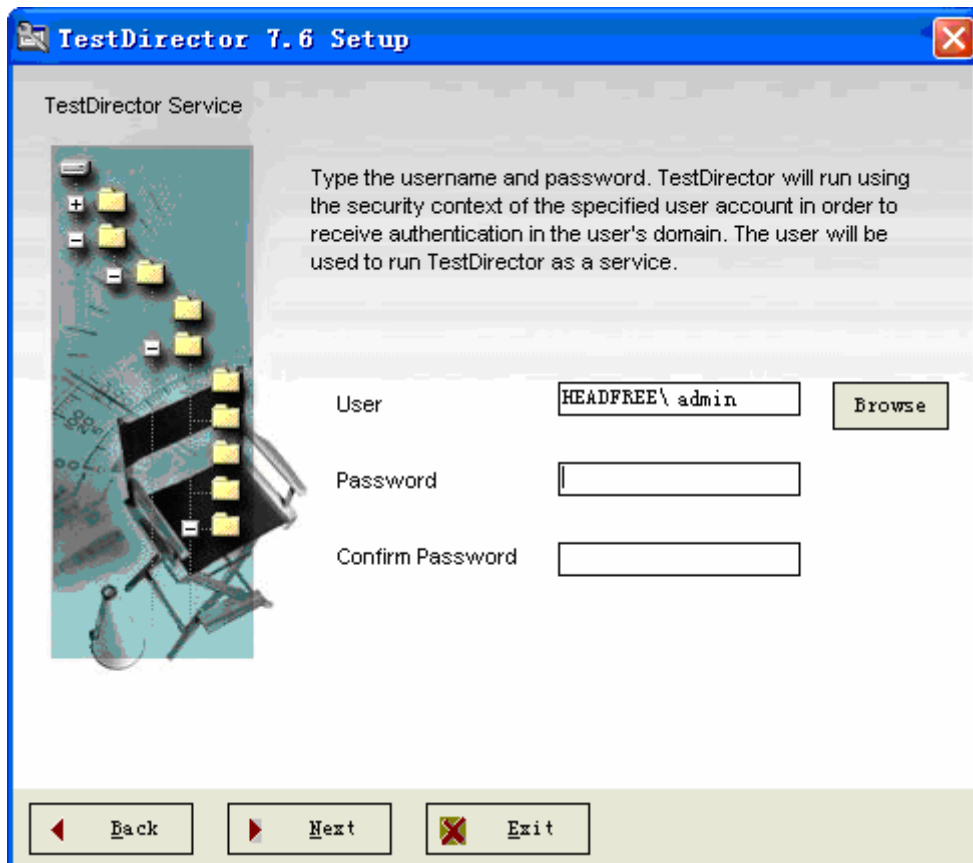 TestDirector 7.6 Setup
TestDirector Service
Type the username and password. TestDirector will run using
the security context of the specified user account in order to
receive authentication in the user's domain. The user will be
used to run TestDirector as a service.
User
HEADFREE\ admin
Browse
Password
Confirm Password
Back
Next
Exit